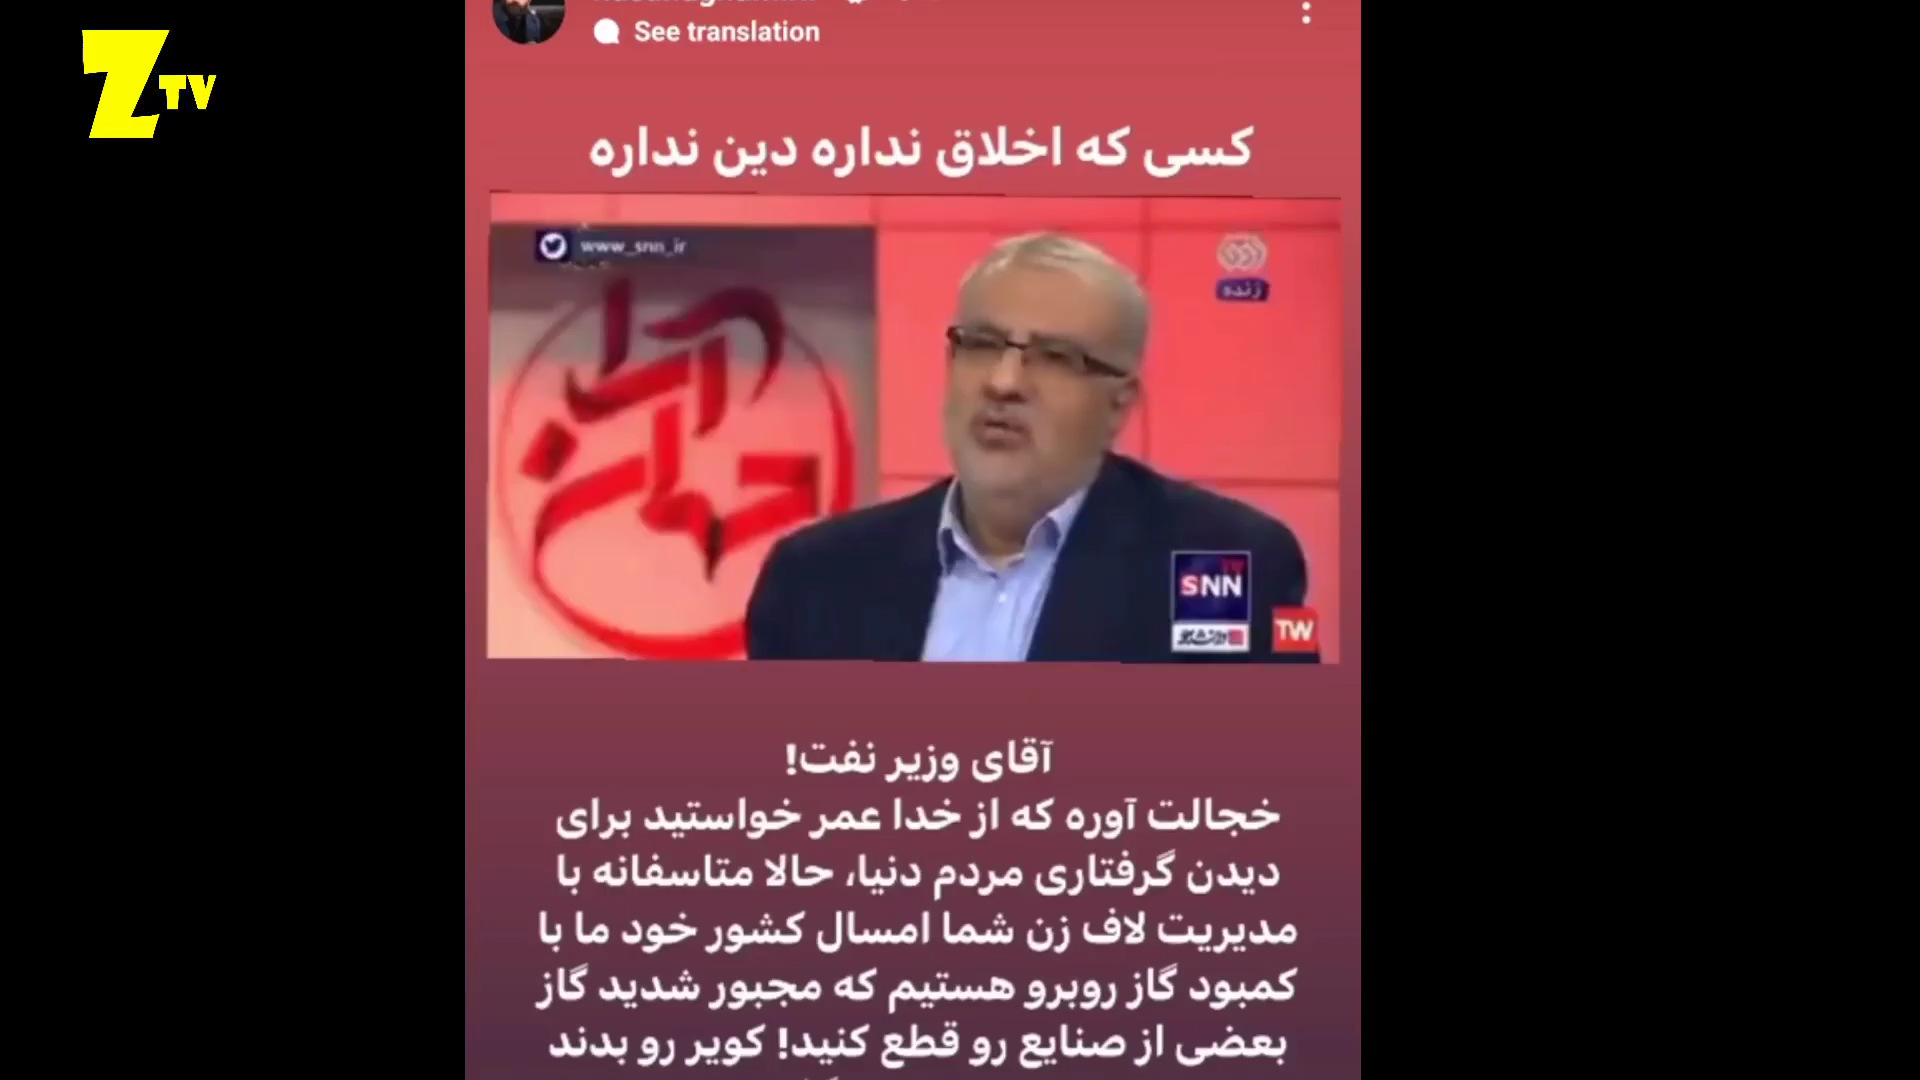 Z TV
See translation
کسی که اخلاق نداره دین نداره
www_snn_ir
زنده
SNN TV
TW
آقای وزیر نفت!
خجالت آوره که از خدا عمر خواستید برای
دیدن گرفتاری مردم دنیا، حالا متاسفانه با
مدیریت لاف زن شما امسال کشور خود ما با
کمبود گاز روبرو هستیم که مجبور شدید گاز
بعضی از صنایع رو قطع کنید! کویر رو بدند